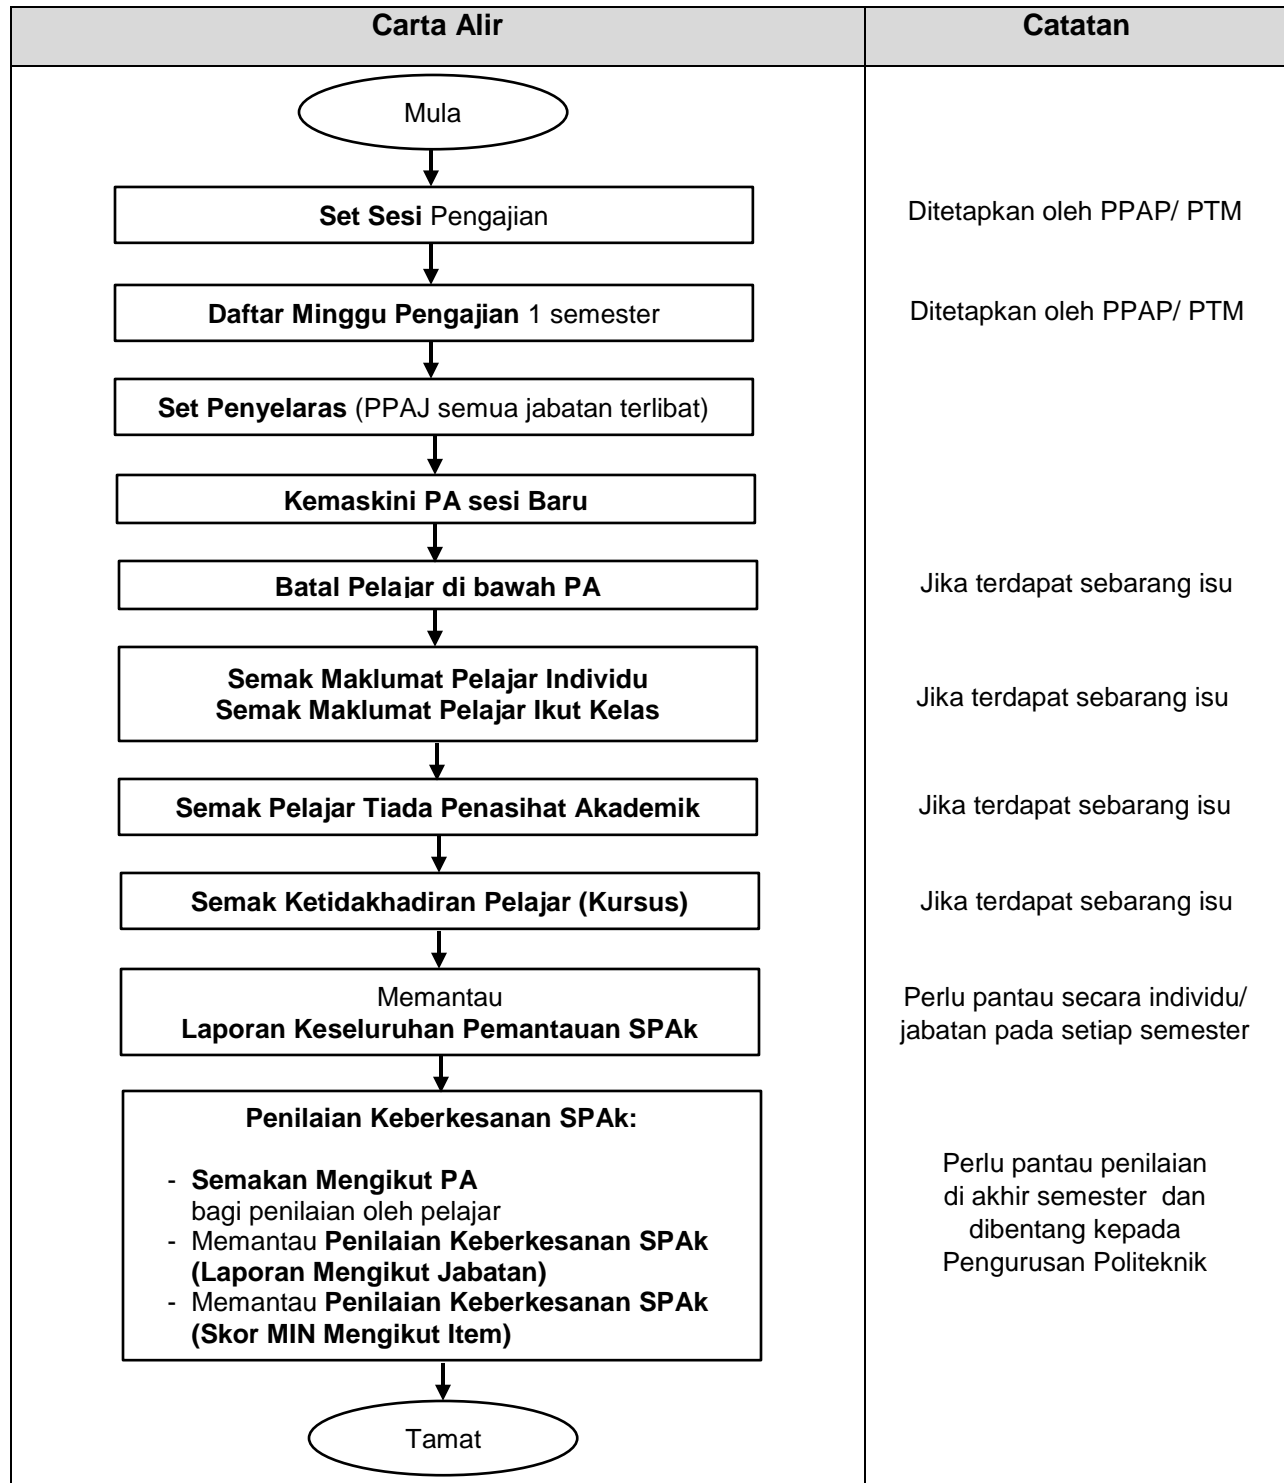 Carta Alir
Catatan
Mula
Set Sesi Pengajian
Ditetapkan oleh PPAP/ PTM
Daftar Minggu Pengajian 1 semester
Ditetapkan oleh PPAP/ PTM
Set Penyelaras (PPAJ semua jabatan terlibat)
Kemaskini PA sesi Baru
Batal Pelajar di bawah PA
Jika terdapat sebarang isu
Semak Maklumat Pelajar Individu
Semak Maklumat Pelajar Ikut Kelas
Jika terdapat sebarang isu
Semak Pelajar Tiada Penasihat Akademik
Jika terdapat sebarang isu
Semak Ketidakhadiran Pelajar (Kursus)
Jika terdapat sebarang isu
Memantau
Laporan Keseluruhan Pemantauan SPAk
Perlu pantau secara individu/
jabatan pada setiap semester
Penilaian Keberkesanan SPAk:
- Semakan Mengikut PA
bagi penilaian oleh pelajar
- Memantau Penilaian Keberkesanan SPAk
(Laporan Mengikut Jabatan)
- Memantau Penilaian Keberkesanan SPAk
(Skor MIN Mengikut Item)
Perlu pantau penilaian
di akhir semester dan
dibentang kepada
Pengurusan Politeknik
Tamat